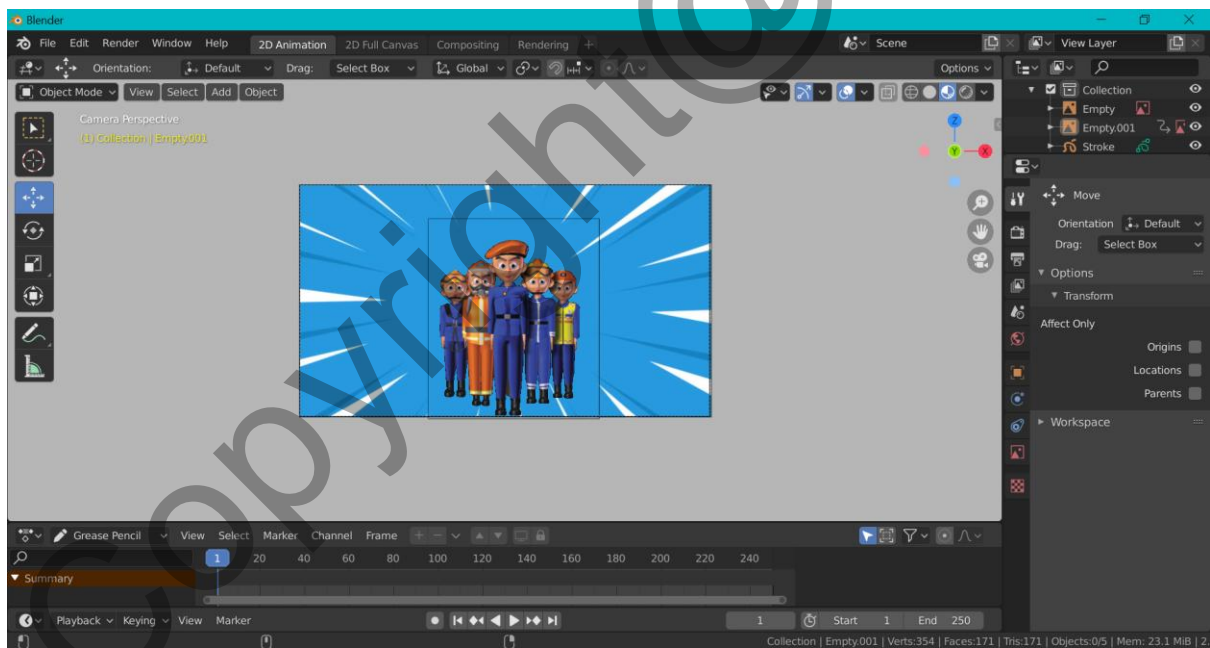 Blender
File Edit Render Window Help 2D Animation 2D Full Canvas Compositing Rendering + Scene View Layer
Orientation: Default Drag: Select Box Global Options
Object Mode View Select Add Object
Collection
Empty
Empty.001
Stroke
Camera Perspective
(1) Collection | Empty.001
Z
Y
X
Move
Orientation Default
Drag: Select Box
Options
Transform
Affect Only
Origins
Locations
Parents
Workspace
Grease Pencil View Select Marker Channel Frame
1 20 40 60 80 100 120 140 160 180 200 220 240
Summary
Playback Keying View Marker 1 Start 1 End 250
Collection | Empty.001 | Verts:354 | Faces:171 | Tris:171 | Objects:0/5 | Mem: 23.1 MiB | 2.
Copyright@